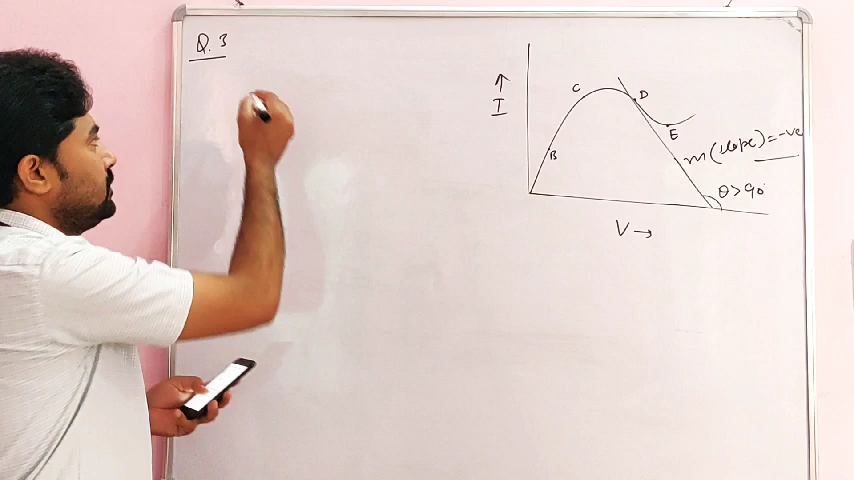 Q. 3
↑
I
C
D
E
B
m(slope)=-ve
θ>90°
V→